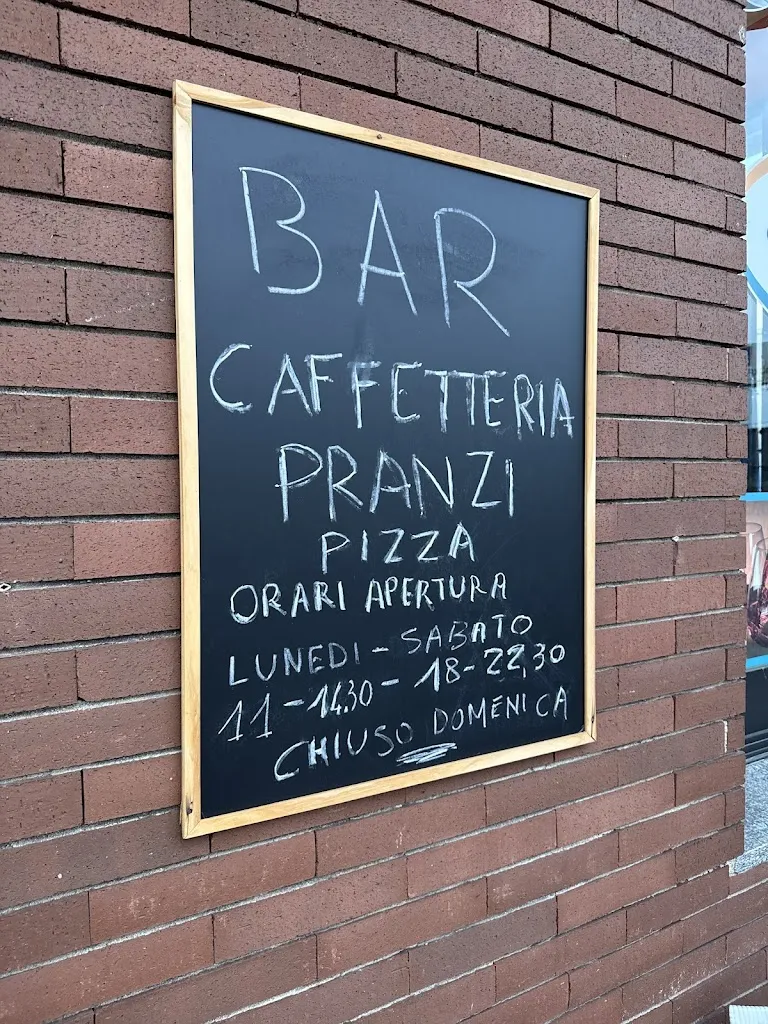 BAR
CAFFETTERIA
PRANZI
PIZZA
ORARI APERTURA
LUNEDI - SABATO
11 - 14.30 - 18 - 22,30
CHIUSO DOMENICA